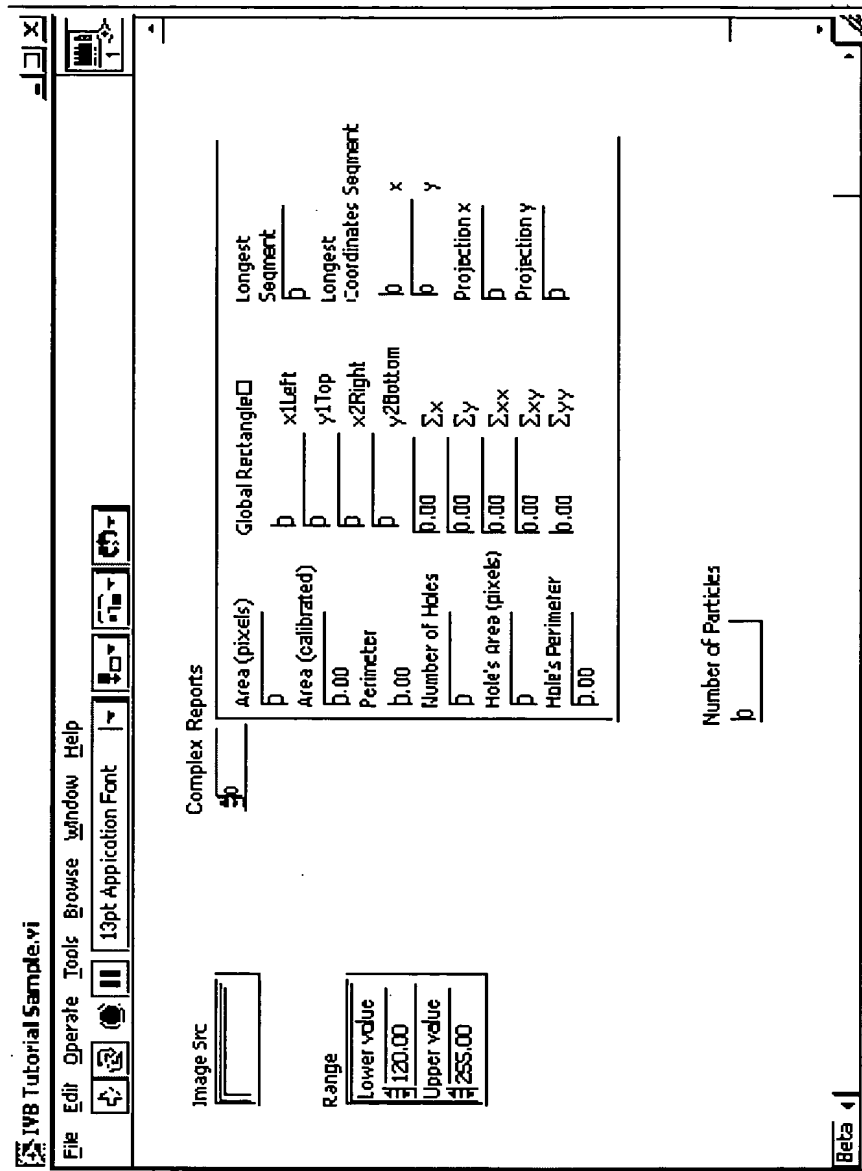 IVB Tutorial Sample.vi
File Edit Operate Tools Browse Window Help
13pt Appication Font
1
Image Src
Range
Lower value
120.00
Upper value
255.00
Complex Reports
0
Area (pixels)
0
Area (calibrated)
0.00
Perimeter
0.00
Number of Holes
0
Hole's Area (pixels)
0
Hole's Perimeter
0.00
Global Rectangle
0 x1Left
0 y1Top
0 x2Right
0 y2Bottom
0.00 Σx
0.00 Σy
0.00 Σxx
0.00 Σxy
0.00 Σyy
Longest
Segment
0
Longest
Coordinates Segment
0 x
0 y
Projection x
0
Projection y
0
Number of Particles
0
Beta